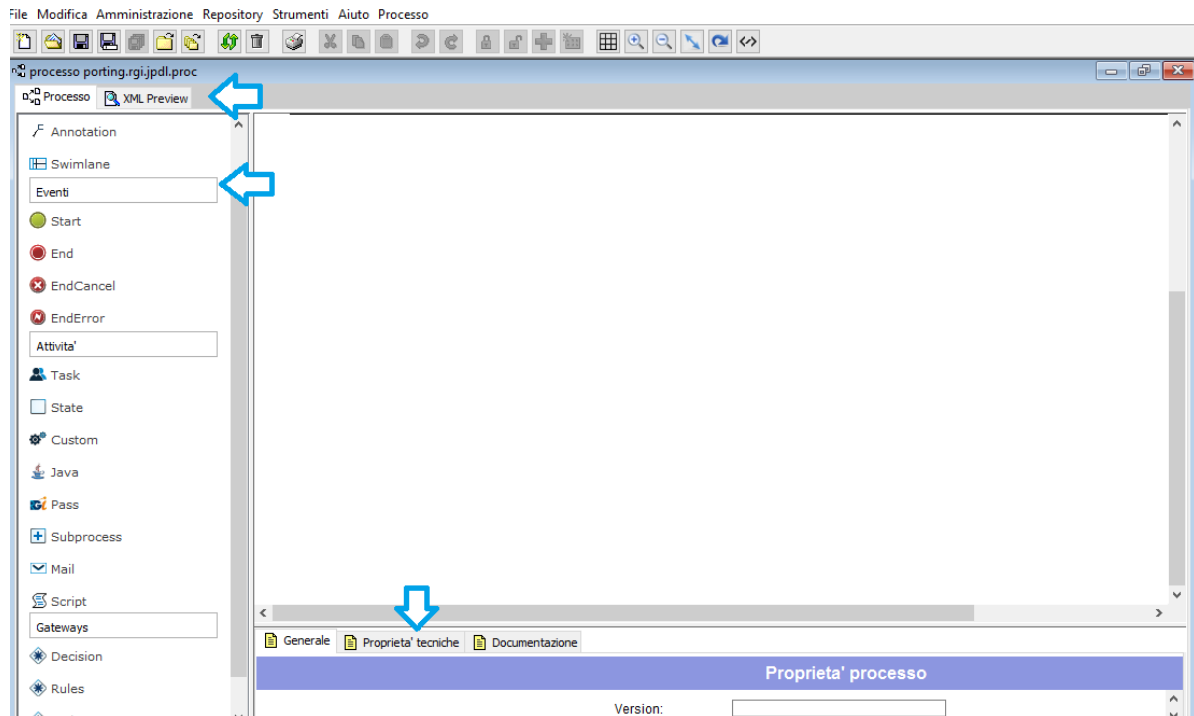 File Modifica Amministrazione Repository Strumenti Aiuto Processo
processo porting.rgi.jpdl.proc
Processo XML Preview
Annotation
Swimlane
Eventi
Start
End
EndCancel
EndError
Attivita'
Task
State
Custom
Java
Pass
Subprocess
Mail
Script
Gateways
Decision
Rules
Generale Proprieta' tecniche Documentazione
Proprieta' processo
Version: